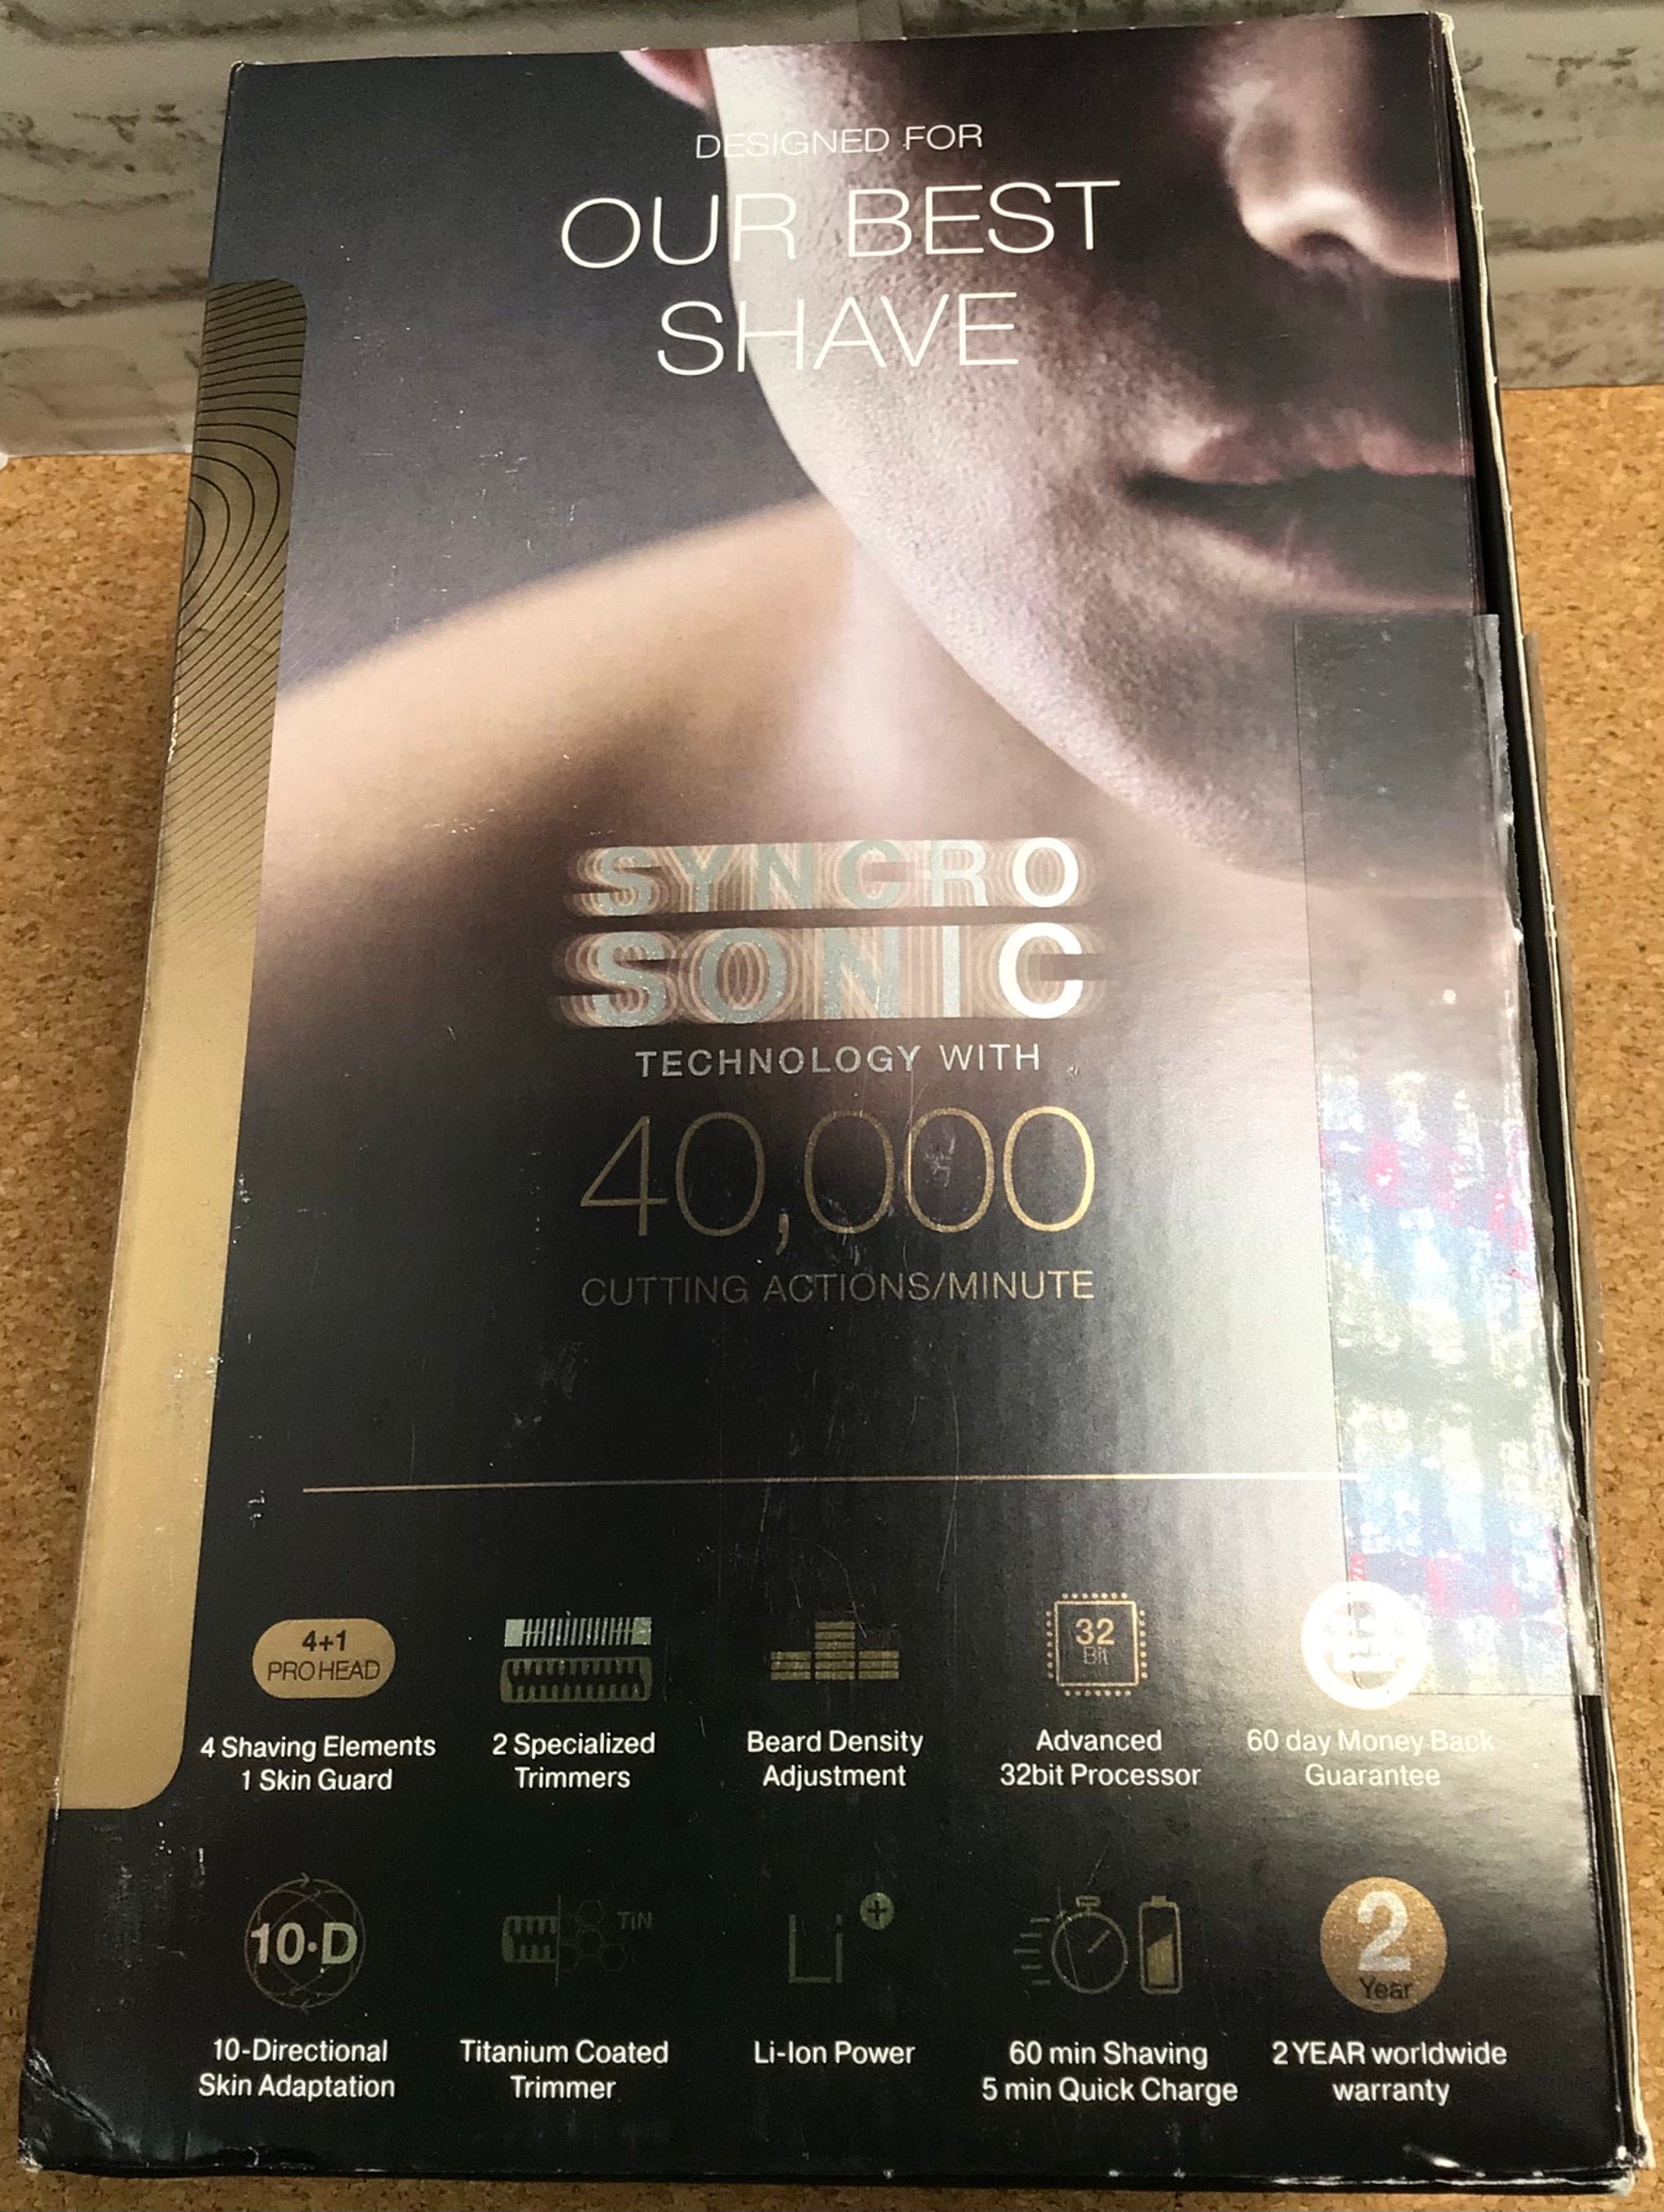 DESIGNED FOR
OUR BEST
SHAVE
SYNCRO
SONIC
TECHNOLOGY WITH
40,000
CUTTING ACTIONS/MINUTE
4+1
PRO HEAD
4 Shaving Elements
1 Skin Guard
2 Specialized
Trimmers
Beard Density
Adjustment
32
Bit
Advanced
32bit Processor
60 day Money Back
Guarantee
10·D
10-Directional
Skin Adaptation
TiN
Titanium Coated
Trimmer
Li+
Li-Ion Power
60 min Shaving
5 min Quick Charge
2
Year
2 YEAR worldwide
warranty